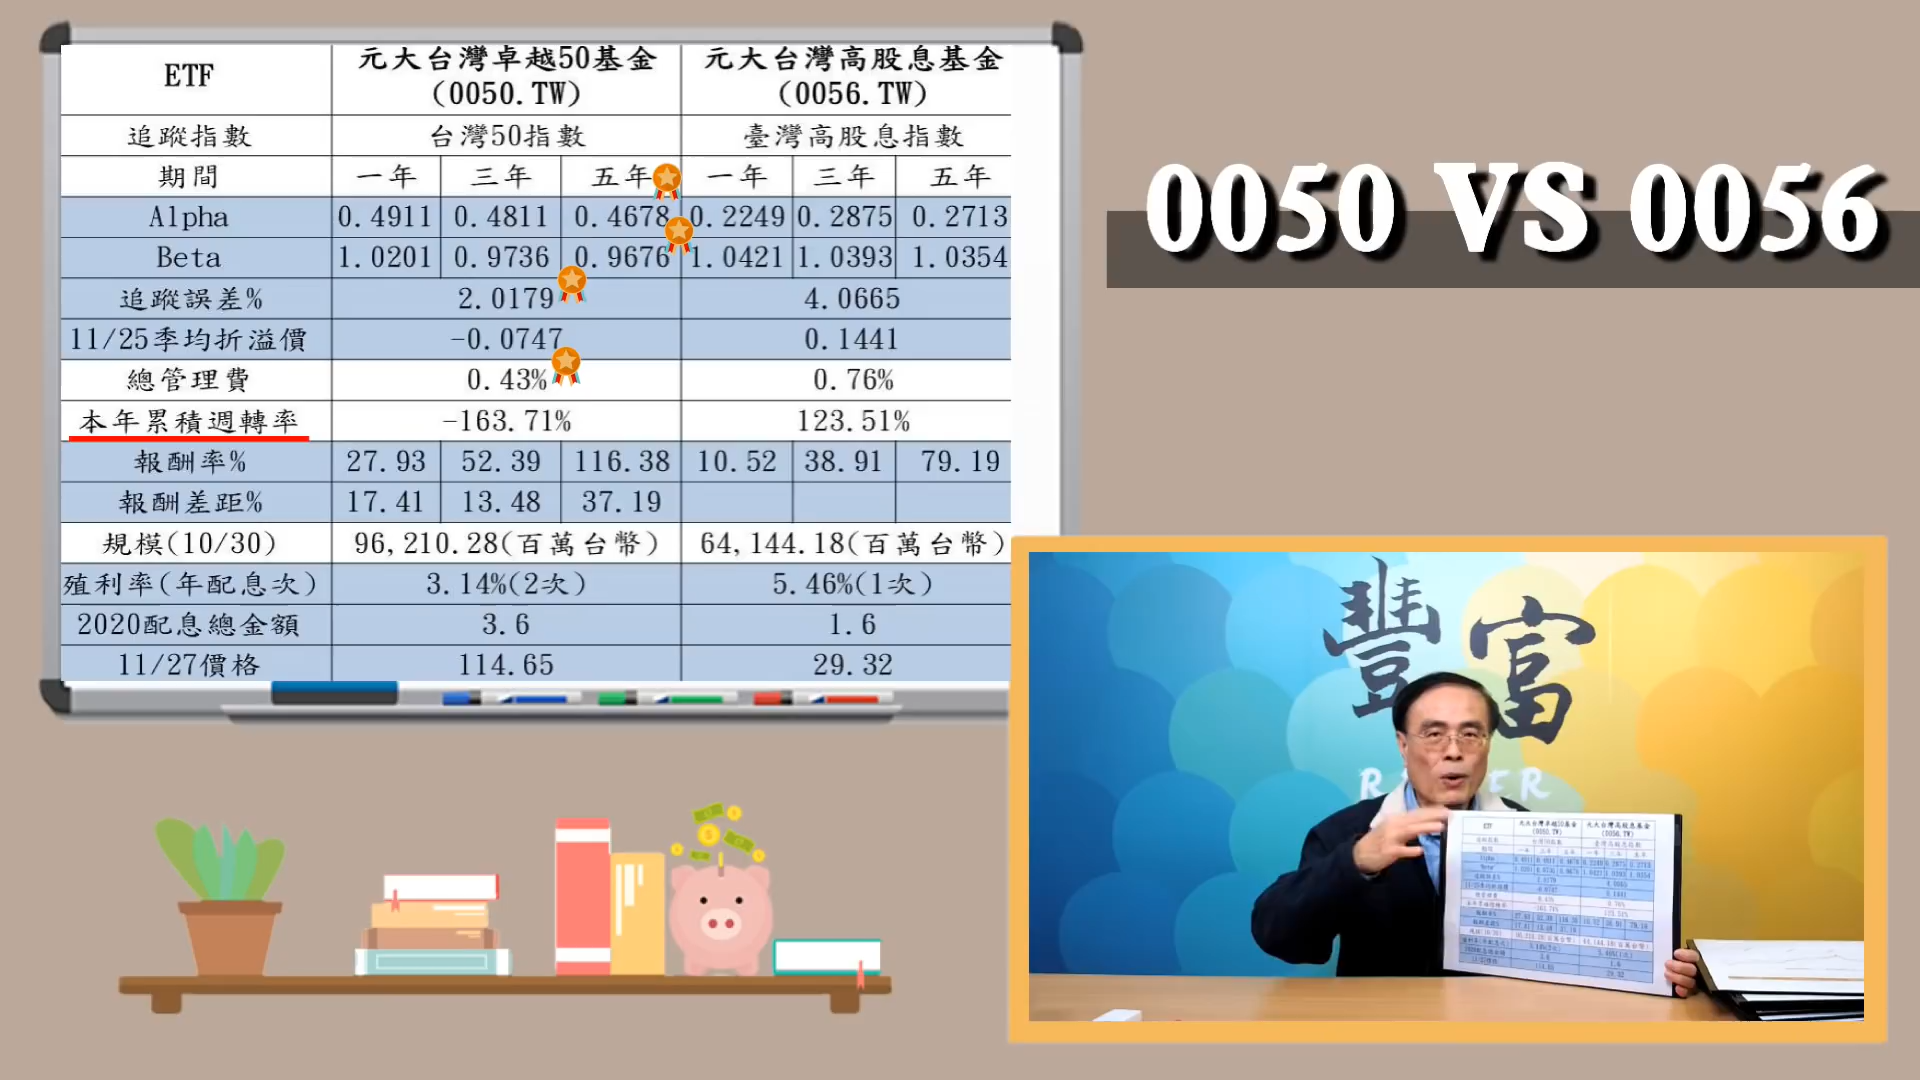 ETF 元大台灣卓越50基金 (0050.TW) 元大台灣高股息基金 (0056.TW)
追蹤指數 台灣50指數 臺灣高股息指數
期間 一年 三年 五年 一年 三年 五年
Alpha 0.4911 0.4811 0.4678 0.2249 0.2875 0.2713
Beta 1.0201 0.9736 0.9676 1.0421 1.0393 1.0354
追蹤誤差% 2.0179 4.0665
11/25季均折溢價 -0.0747 0.1441
總管理費 0.43% 0.76%
本年累積週轉率 -163.71% 123.51%
報酬率% 27.93 52.39 116.38 10.52 38.91 79.19
報酬差距% 17.41 13.48 37.19
規模(10/30) 96,210.28(百萬台幣) 64,144.18(百萬台幣)
殖利率(年配息次) 3.14%(2次) 5.46%(1次)
2020配息總金額 3.6 1.6
11/27價格 114.65 29.32
0050 VS 0056
豐富